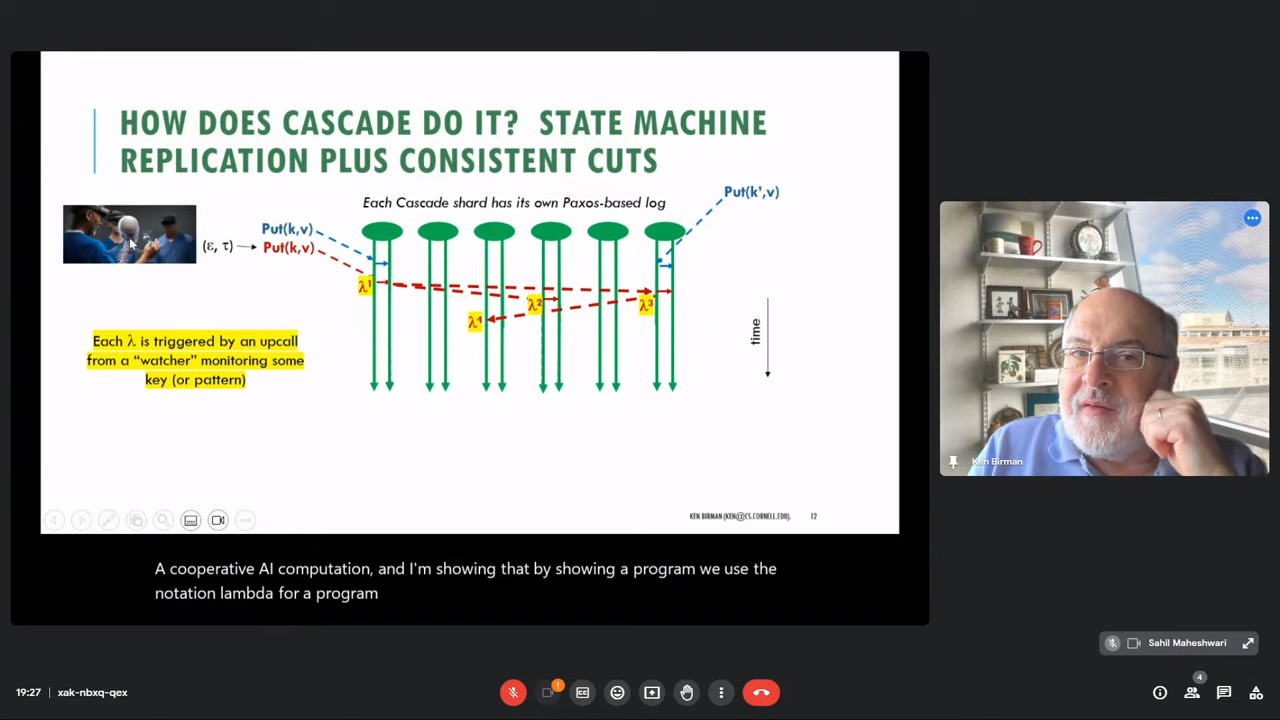 HOW DOES CASCADE DO IT? STATE MACHINE
REPLICATION PLUS CONSISTENT CUTS
Each Cascade shard has its own Paxos-based log
Put(k',v)
Put(k,v)
(ε, τ)
Put(k,v)
λ1
λ2
λ3
λ4
time
Each λ is triggered by an upcall
from a “watcher” monitoring some
key (or pattern)
KEN BIRMAN (KEN@CS.CORNELL.EDU). 12
A cooperative AI computation, and I'm showing that by showing a program we use the
notation lambda for a program
Ken Birman
Sahil Maheshwari
19:27 | xak-nbxq-qex
4